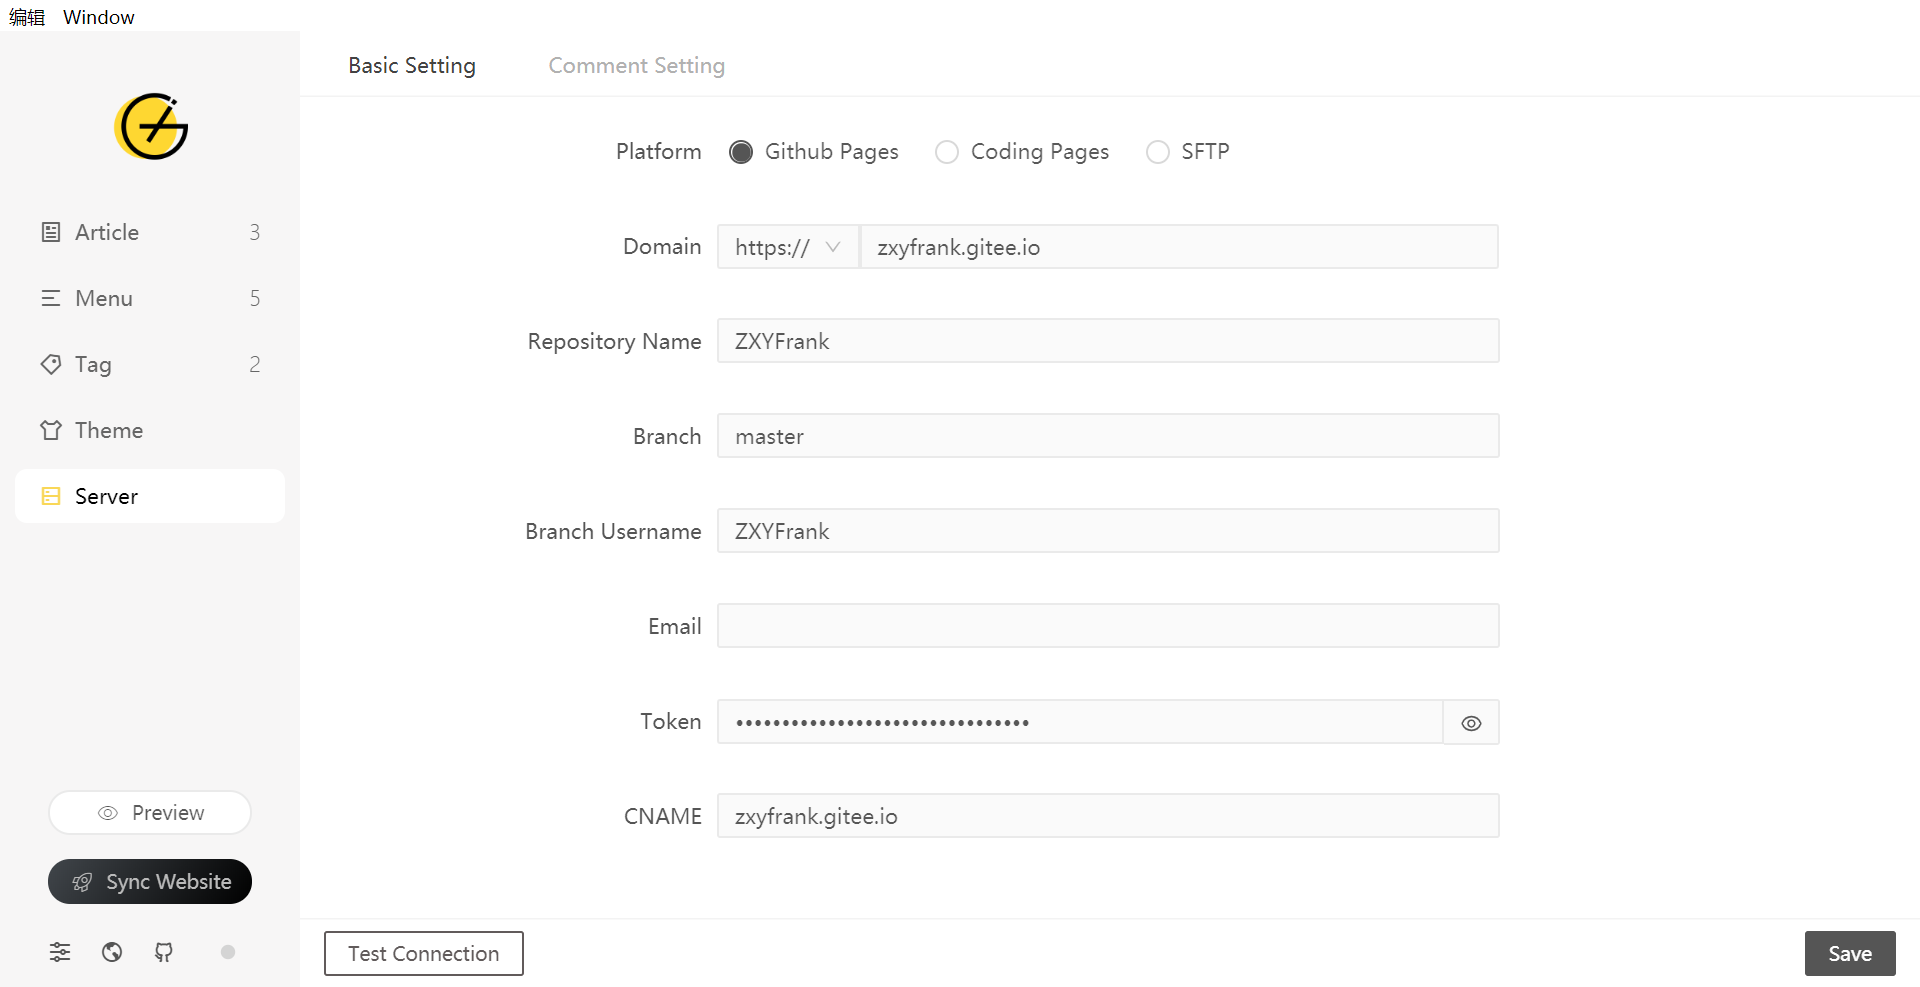 编辑 Window
Basic Setting Comment Setting
Platform Github Pages Coding Pages SFTP
Article 3
Domain https:// zxyfrank.gitee.io
Menu 5
Repository Name ZXYFrank
Tag 2
Theme
Branch master
Server
Branch Username ZXYFrank
Email
Token ••••••••••••••••••••••••••••••••
Preview
CNAME zxyfrank.gitee.io
Sync Website
Test Connection Save